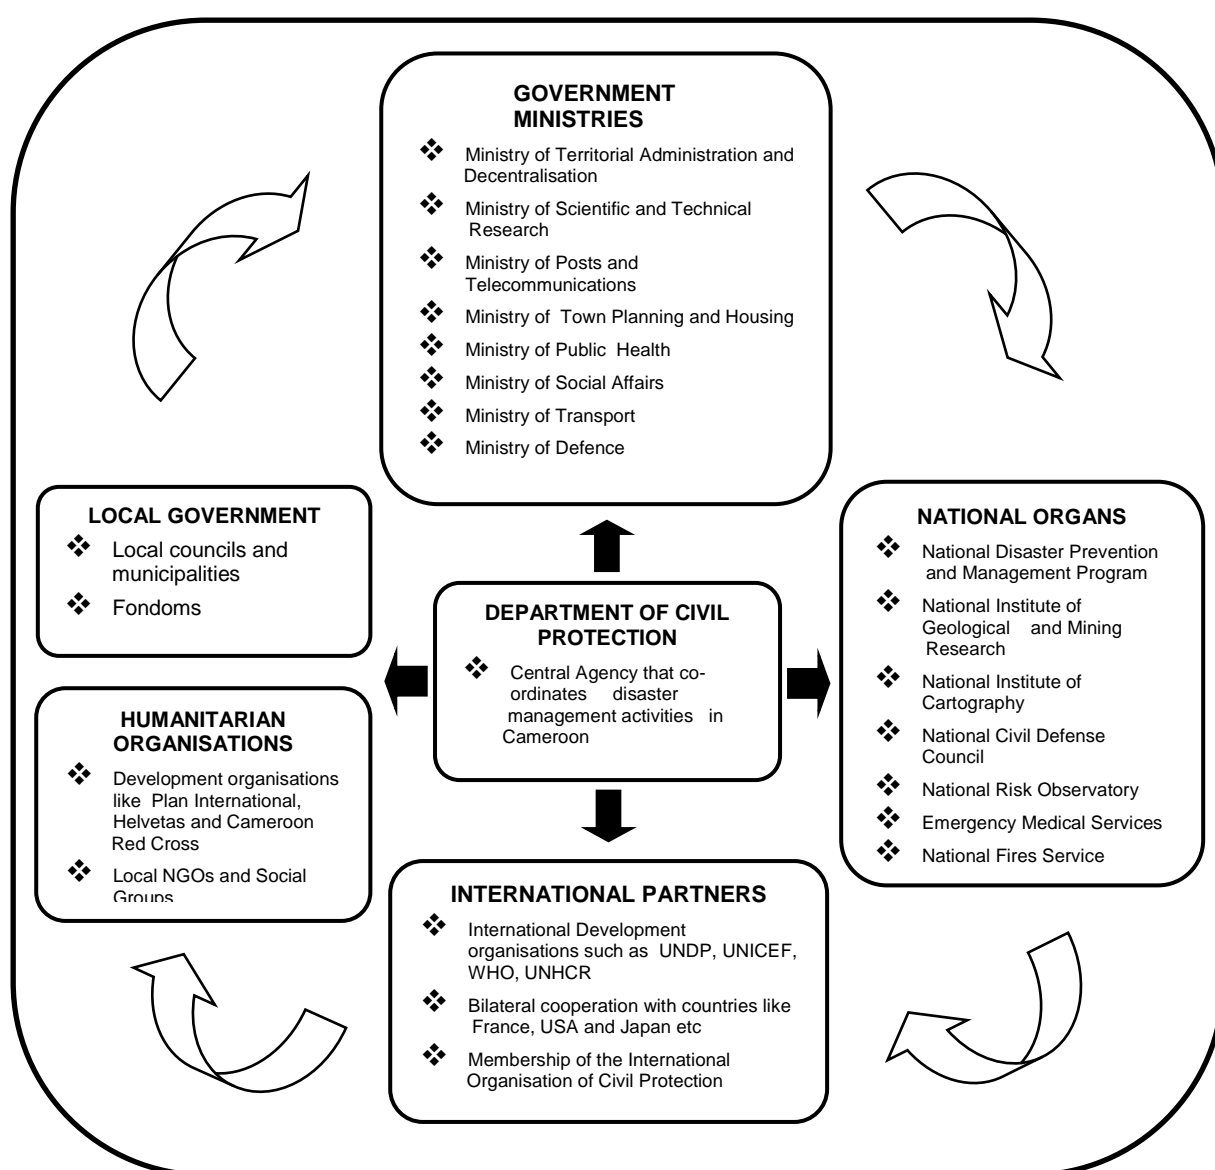 GOVERNMENT
MINISTRIES
❖ Ministry of Territorial Administration and
Decentralisation
❖ Ministry of Scientific and Technical
Research
❖ Ministry of Posts and
Telecommunications
❖ Ministry of Town Planning and Housing
❖ Ministry of Public Health
❖ Ministry of Social Affairs
❖ Ministry of Transport
❖ Ministry of Defence
LOCAL GOVERNMENT
❖ Local councils and
municipalities
❖ Fondoms
DEPARTMENT OF CIVIL
PROTECTION
❖ Central Agency that co-
ordinates disaster
management activities in
Cameroon
NATIONAL ORGANS
❖ National Disaster Prevention
and Management Program
❖ National Institute of
Geological and Mining
Research
❖ National Institute of
Cartography
❖ National Civil Defense
Council
❖ National Risk Observatory
❖ Emergency Medical Services
❖ National Fires Service
HUMANITARIAN
ORGANISATIONS
❖ Development organisations
like Plan International,
Helvetas and Cameroon
Red Cross
❖ Local NGOs and Social
Groups
INTERNATIONAL PARTNERS
❖ International Development
organisations such as UNDP, UNICEF,
WHO, UNHCR
❖ Bilateral cooperation with countries like
France, USA and Japan etc
❖ Membership of the International
Organisation of Civil Protection